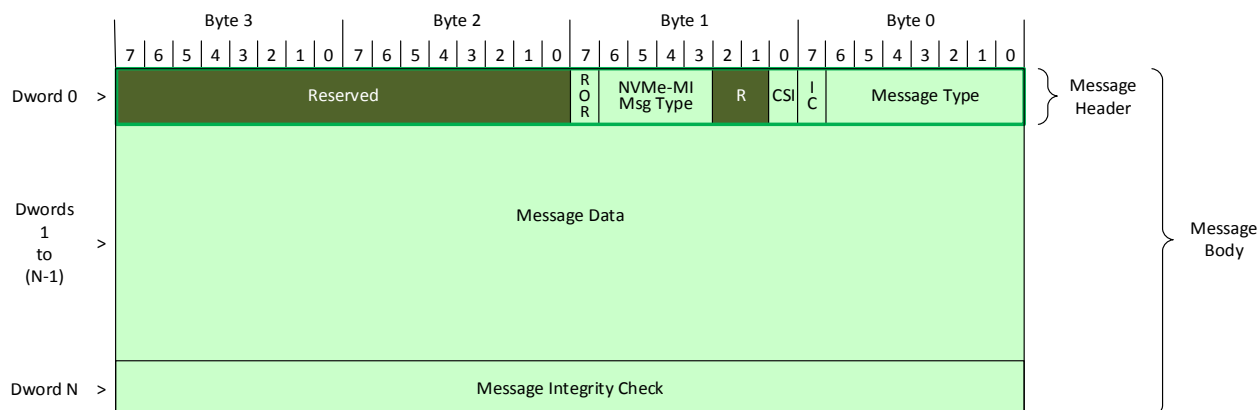 Byte 3 Byte 2 Byte 1 Byte 0
7 6 5 4 3 2 1 0 7 6 5 4 3 2 1 0 7 6 5 4 3 2 1 0 7 6 5 4 3 2 1 0
Dword 0 >
Reserved
R
O
R
NVMe-MI
Msg Type
R
CSI
I
C
Message Type
Message
Header
Dwords
1
to
(N-1)
>
Message Data
Message
Body
Dword N >
Message Integrity Check